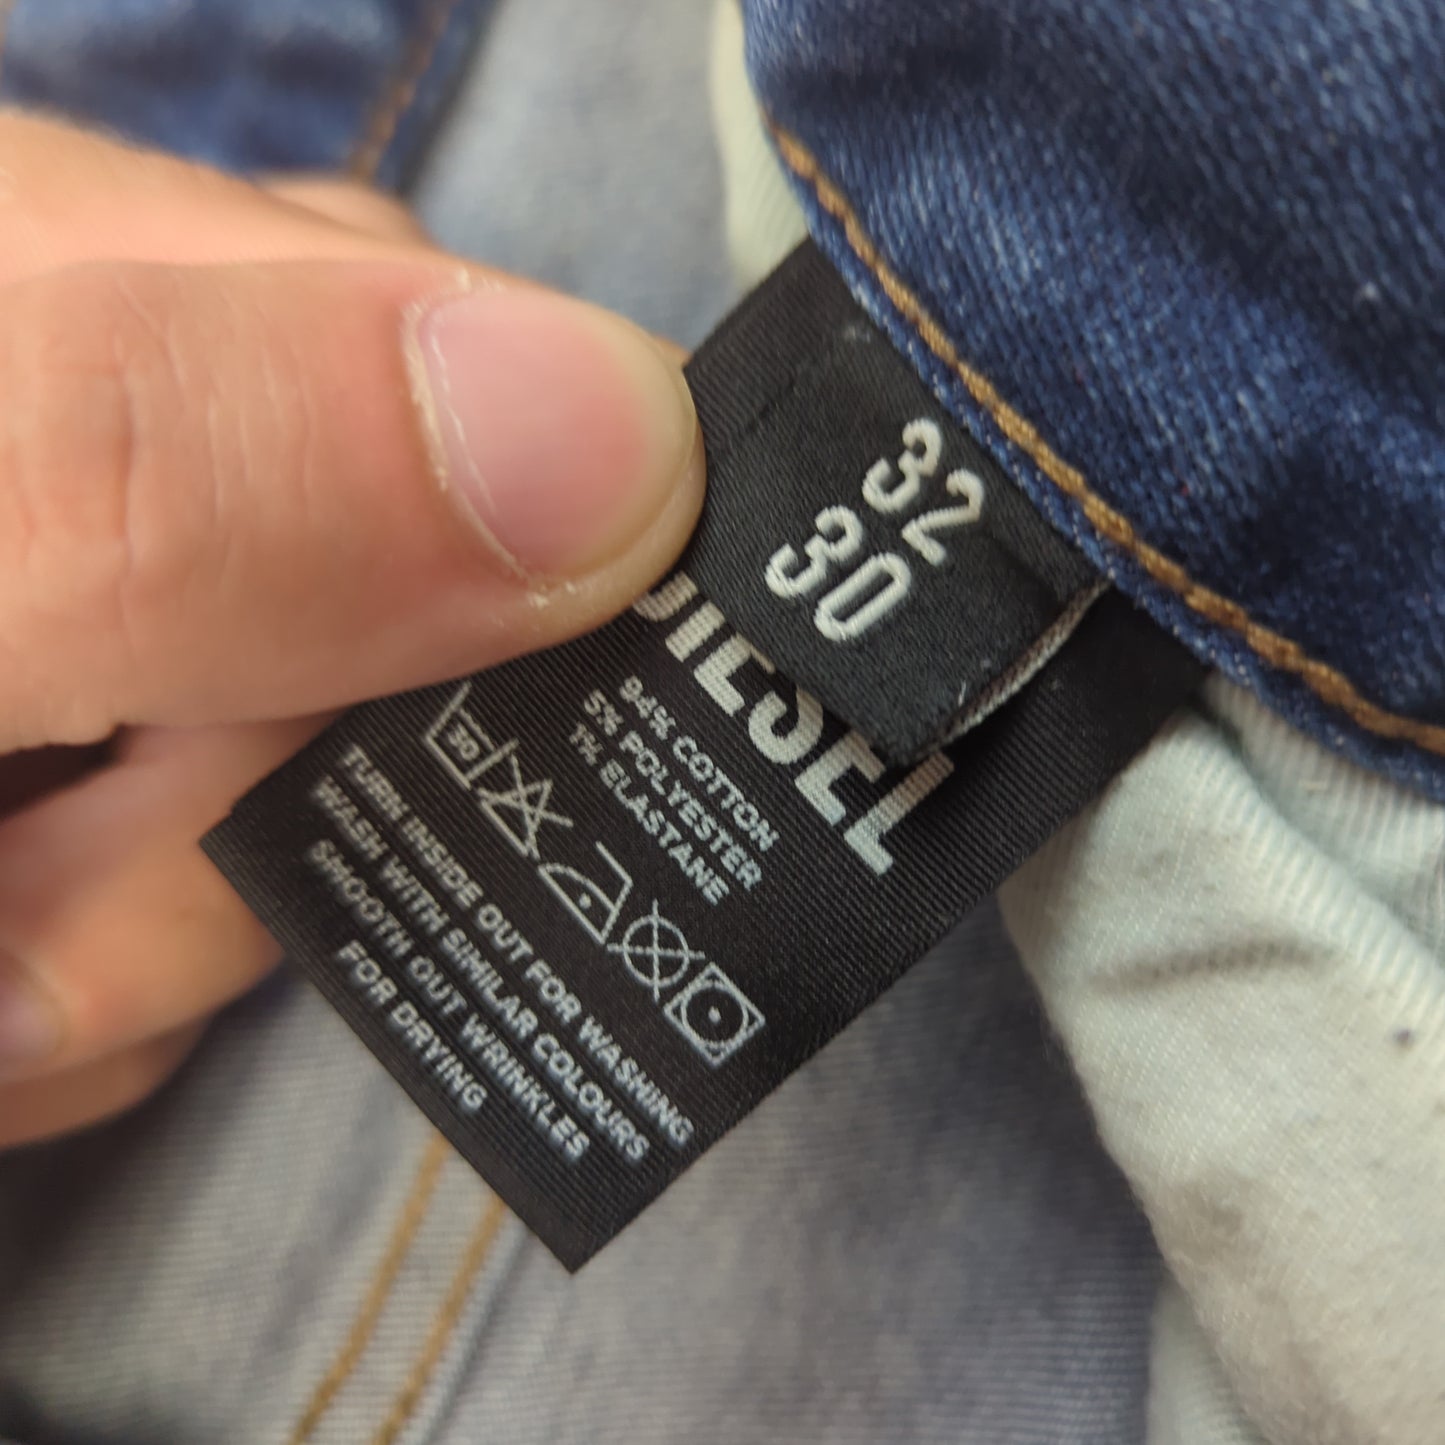 32
30
DIESEL
94% COTTON
5% POLYESTER
1% ELASTANE
30
TURN INSIDE OUT FOR WASHING
WASH WITH SIMILAR COLOURS
SMOOTH OUT WRINKLES
FOR DRYING